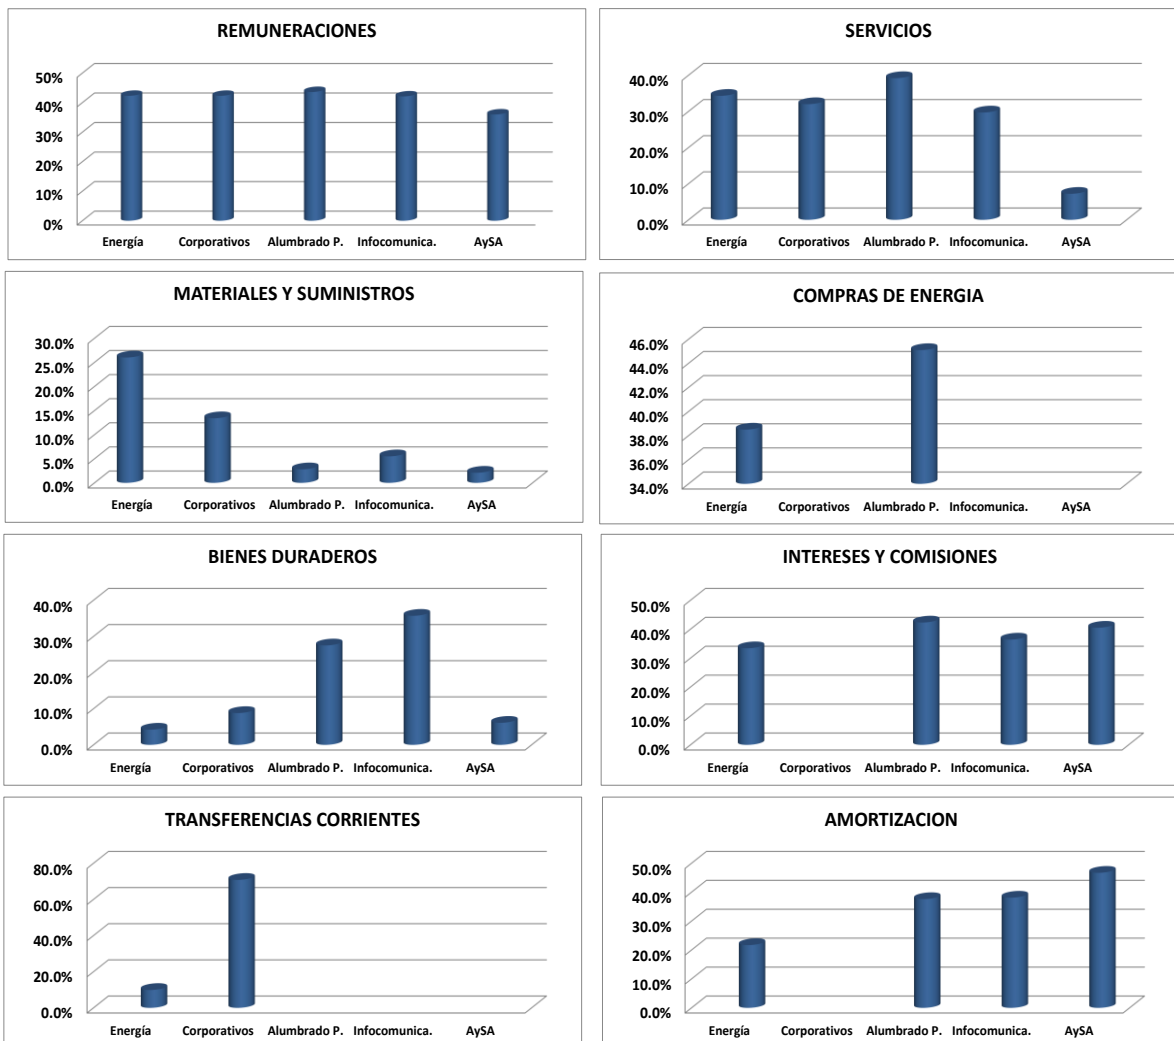 REMUNERACIONES
50%
40%
30%
20%
10%
0%
Energía Corporativos Alumbrado P. Infocomunica. AySA
SERVICIOS
40.0%
30.0%
20.0%
10.0%
0.0%
Energía Corporativos Alumbrado P. Infocomunica. AySA
MATERIALES Y SUMINISTROS
30.0%
25.0%
20.0%
15.0%
10.0%
5.0%
0.0%
Energía Corporativos Alumbrado P. Infocomunica. AySA
COMPRAS DE ENERGIA
46.0%
44.0%
42.0%
40.0%
38.0%
36.0%
34.0%
Energía Corporativos Alumbrado P. Infocomunica. AySA
BIENES DURADEROS
40.0%
30.0%
20.0%
10.0%
0.0%
Energía Corporativos Alumbrado P. Infocomunica. AySA
INTERESES Y COMISIONES
50.0%
40.0%
30.0%
20.0%
10.0%
0.0%
Energía Corporativos Alumbrado P. Infocomunica. AySA
TRANSFERENCIAS CORRIENTES
80.0%
60.0%
40.0%
20.0%
0.0%
Energía Corporativos Alumbrado P. Infocomunica. AySA
AMORTIZACION
50.0%
40.0%
30.0%
20.0%
10.0%
0.0%
Energía Corporativos Alumbrado P. Infocomunica. AySA